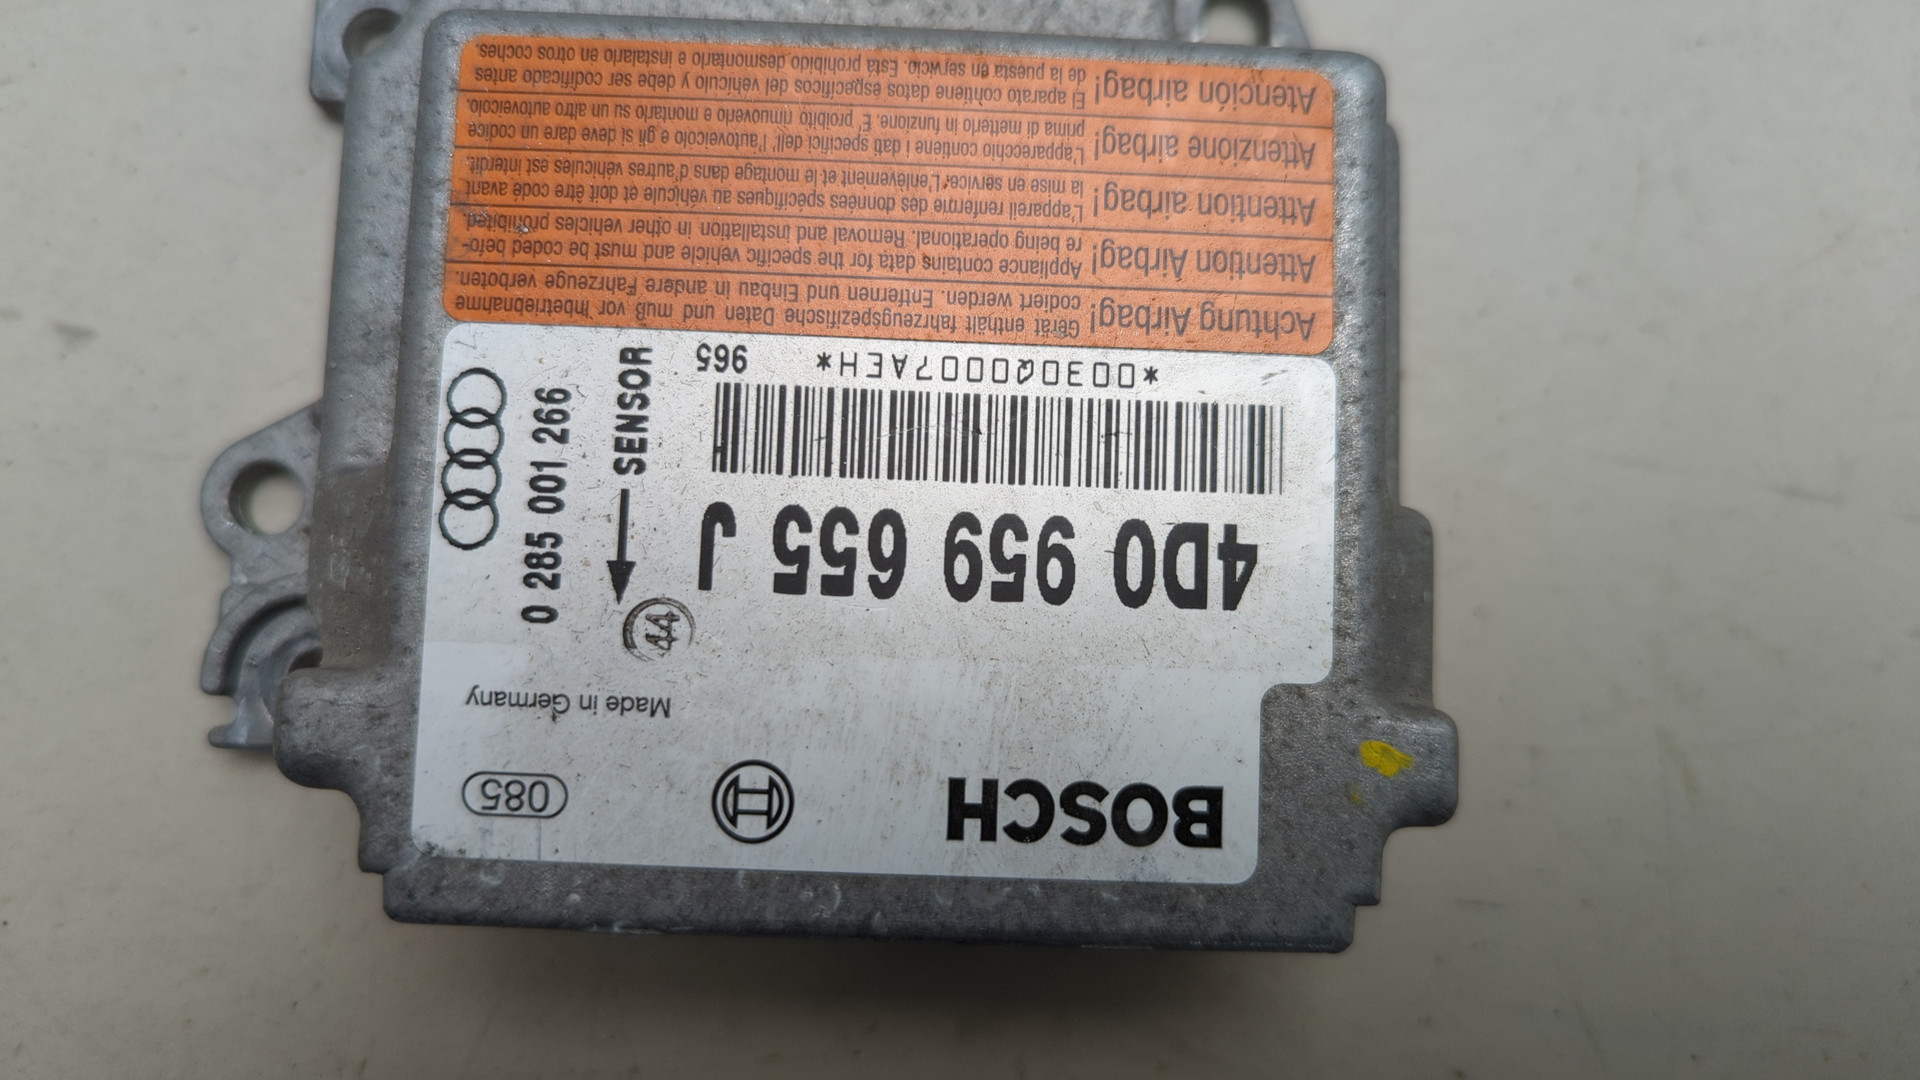 BOSCH
085
Made in Germany
4D0 959 655 J
44
SENSOR
0 285 001 266
*0030Q0007AEH*
965
Achtung Airbag! Gerät enthält fahrzeugspezifische Daten und muß vor Inbetriebnahme
codiert werden. Entfernen und Einbau in andere Fahrzeuge verboten.
Attention Airbag! Appliance contains data for the specific vehicle and must be coded befo-
re being operational. Removal and installation in other vehicles prohibited.
Attention airbag! L'appareil renferme des données spécifiques au véhicule et doit être codé avant
la mise en service. L'enlèvement et le montage dans d'autres véhicules est interdit.
Attenzione airbag! L'apparecchio contiene i dati specifici dell' l'autoveicolo e gli si deve dare un codice
prima di metterlo in funzione. E' proibito rimuoverlo e montarlo su un altro autoveicolo.
Atención airbag! El aparato contiene datos específicos del vehículo y debe ser codificado antes
de la puesta en servicio. Está prohibido desmontarlo e instalarlo en otros coches.